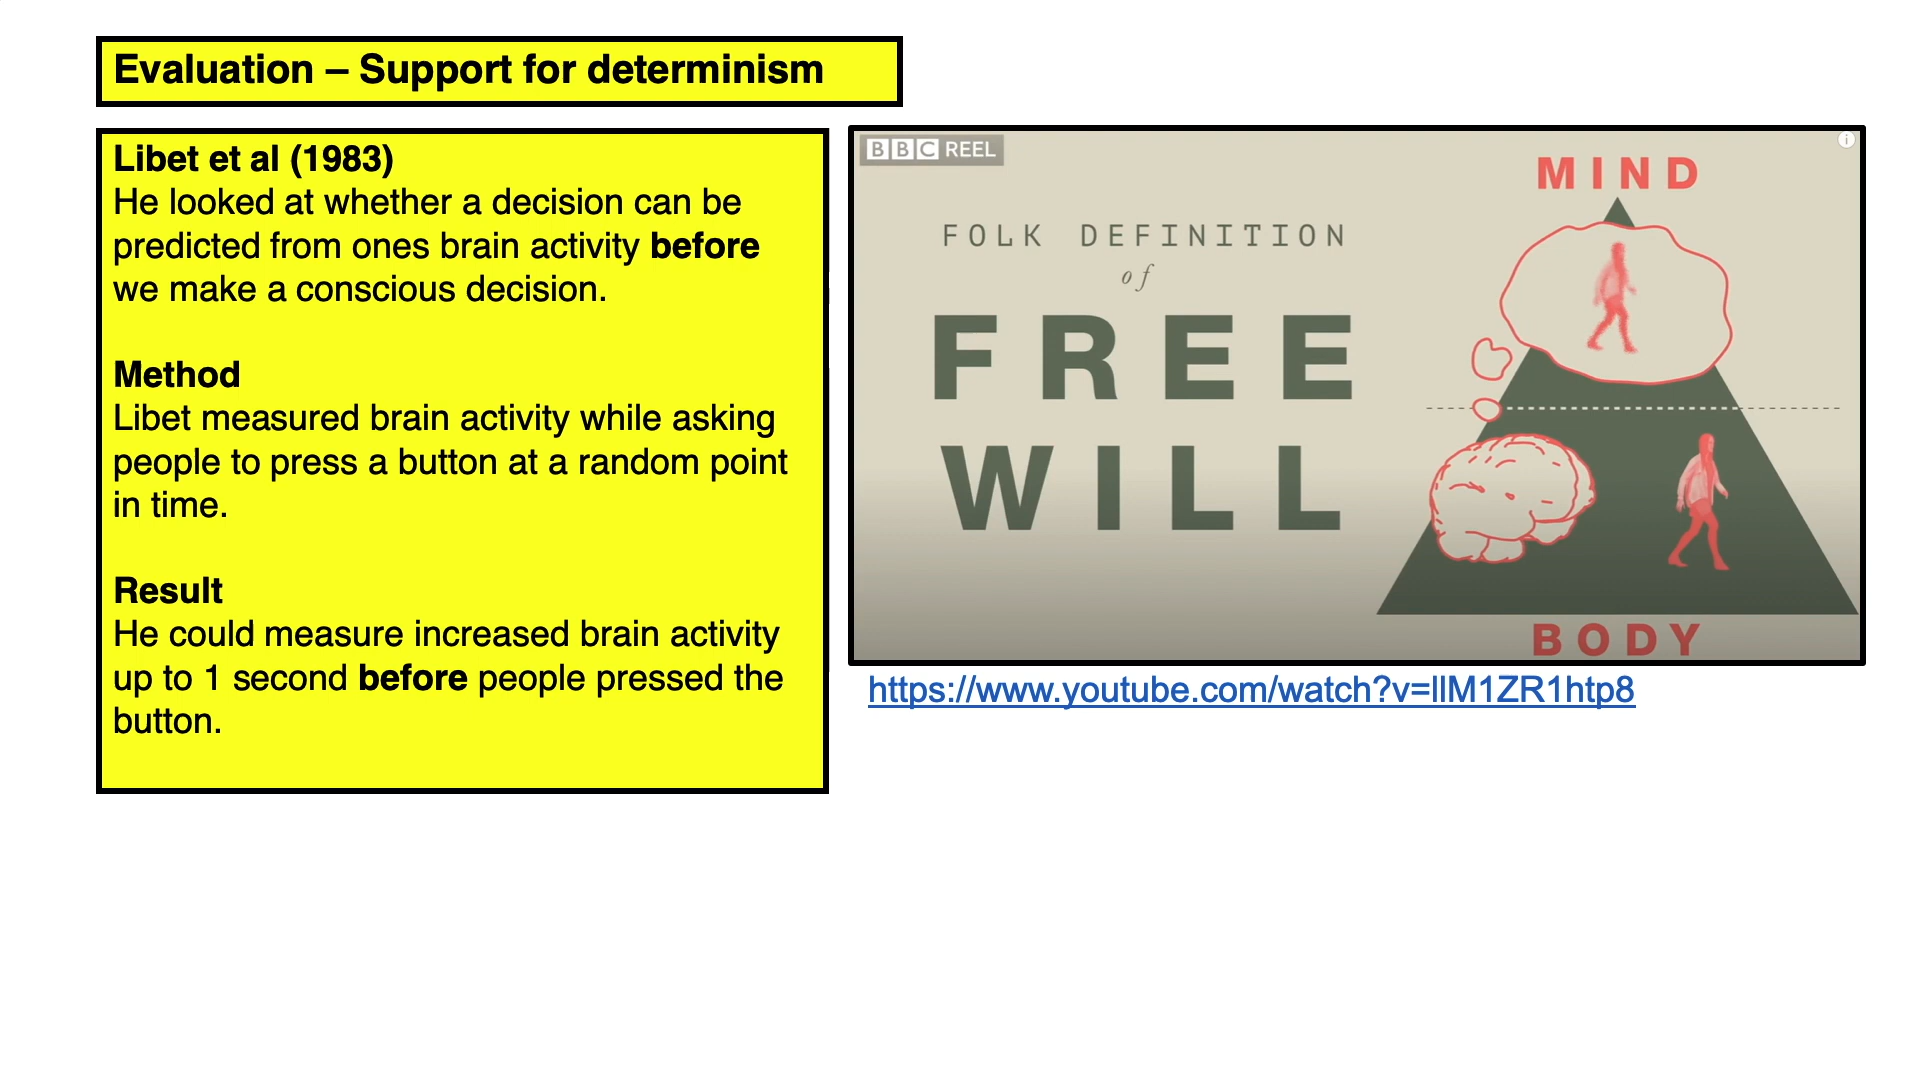 Evaluation – Support for determinism
Libet et al (1983)
He looked at whether a decision can be
predicted from ones brain activity before
we make a conscious decision.
Method
Libet measured brain activity while asking
people to press a button at a random point
in time.
Result
He could measure increased brain activity
up to 1 second before people pressed the
button.
BBC REEL
FOLK DEFINITION
of
FREE
WILL
MIND
BODY
https://www.youtube.com/watch?v=llM1ZR1htp8